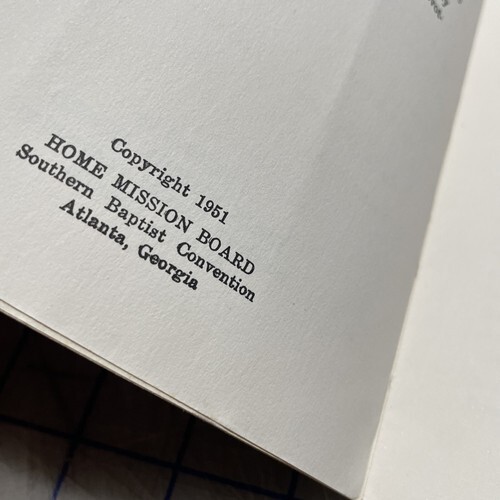 Copyright 1951
HOME MISSION BOARD
Southern Baptist Convention
Atlanta, Georgia